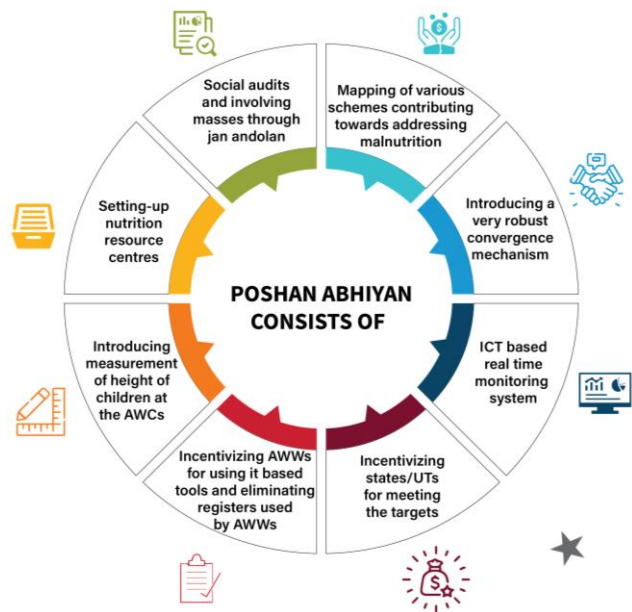 POSHAN ABHIYAN
CONSISTS OF
Mapping of various
schemes contributing
towards addressing
malnutrition
Introducing a
very robust
convergence
mechanism
ICT based
real time
monitoring
system
Incentivizing
states/UTs
for meeting
the targets
Incentivizing AWWs
for using it based
tools and eliminating
registers used
by AWWs
Introducing
measurement
of height of
children at
the AWCs
Setting-up
nutrition
resource
centres
Social audits
and involving
masses through
jan andolan